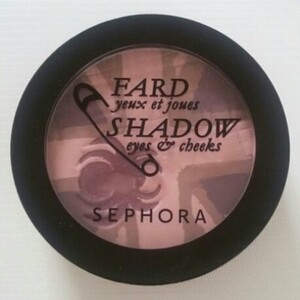 FARD
yeux et joues
SHADOW
eyes & cheeks
SEPHORA